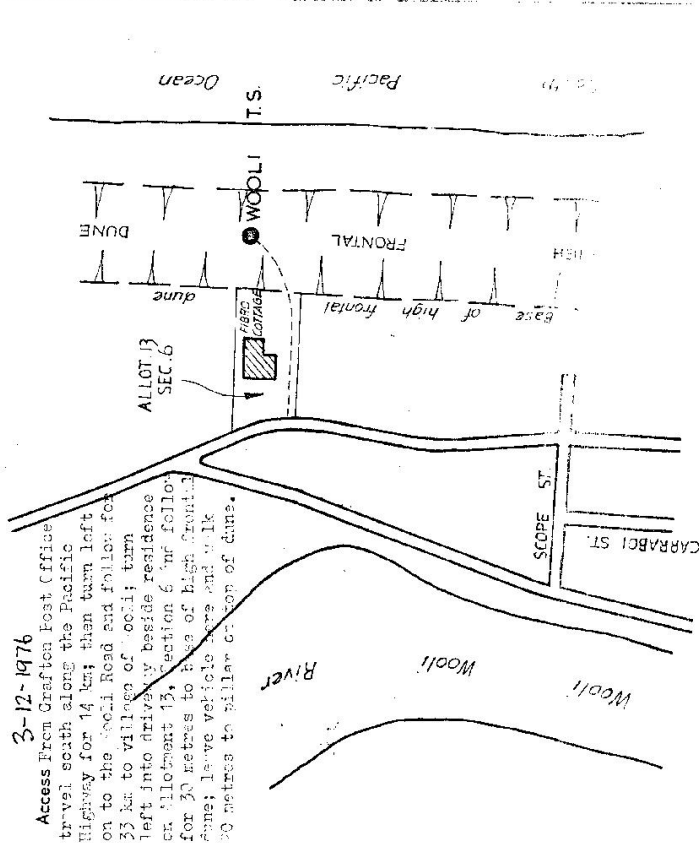 3-12-1976
Access From Grafton Post Office
travel south along the Pacific
Highway for 14 km; then turn left
on to the Wooli Road and follow for
33 km to village of Wooli; turn
left into driveway beside residence
on Allotment 13, Section 6 and follow
for 30 metres to base of high frontal
dune; leave vehicle here and walk
metres to pillar on top of dune.
Pacific Ocean
WOOLI T.S.
FRONTAL DUNE
Base of high frontal dune
FIBRO
COTTAGE
ALLOT. 13
SEC. 6
SCOPE ST.
CARRABOI ST.
Wooli Wooli River